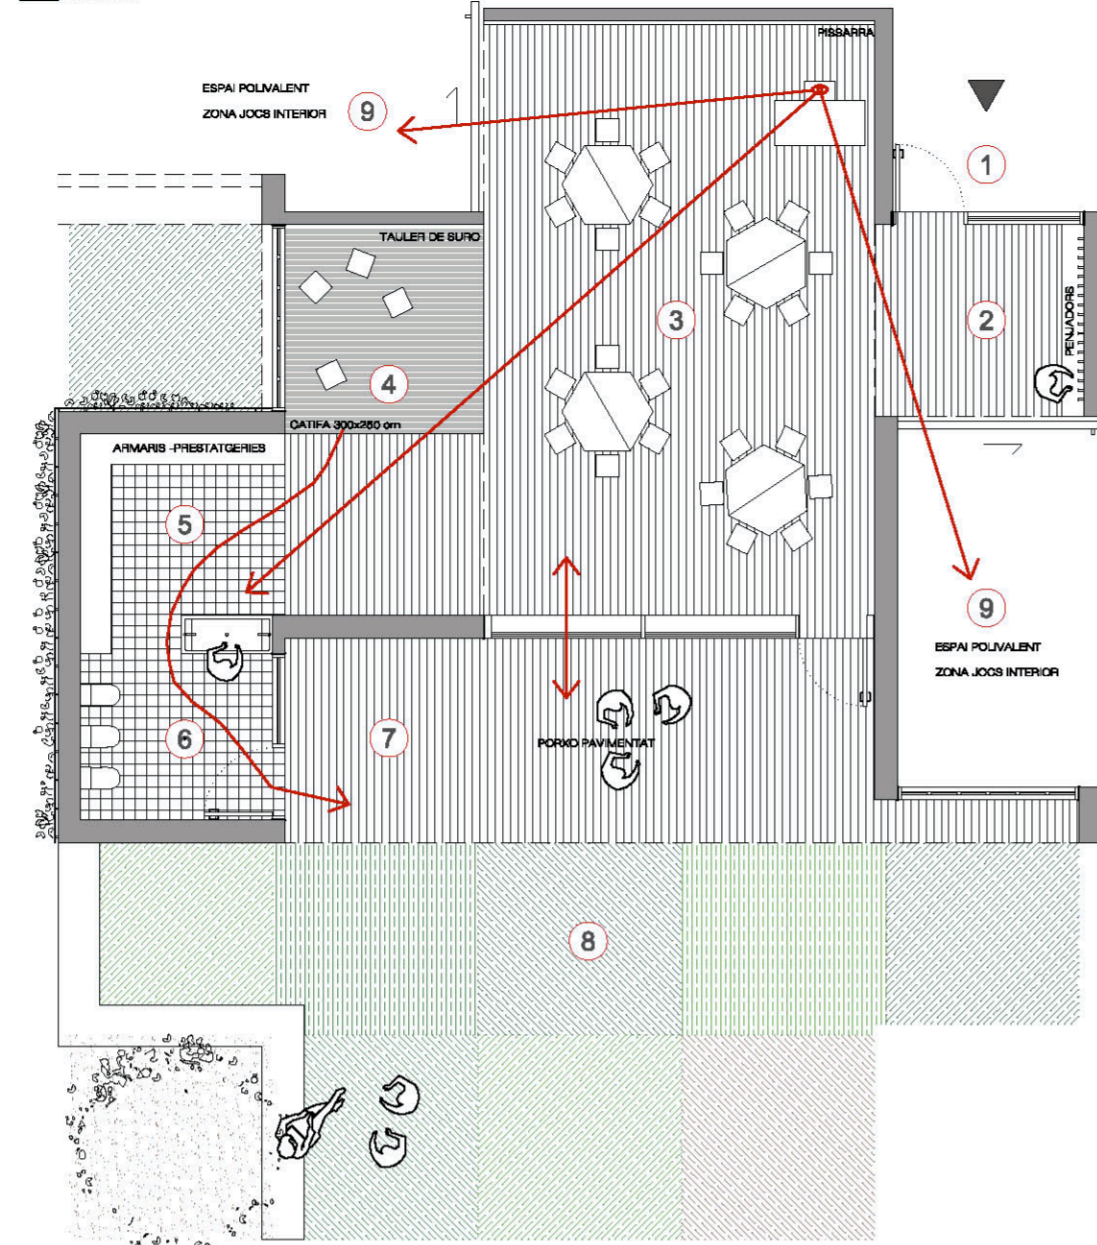 PISSARRA
ESPAI POLIVALENT
ZONA JOCS INTERIOR
9
1
TAULER DE SURO
PENJADORS
2
3
4
CATIFA 300x250 cm
ARMARIS -PRESTATGERIES
5
9
ESPAI POLIVALENT
ZONA JOCS INTERIOR
6
7
PORXO PAVIMENTAT
8